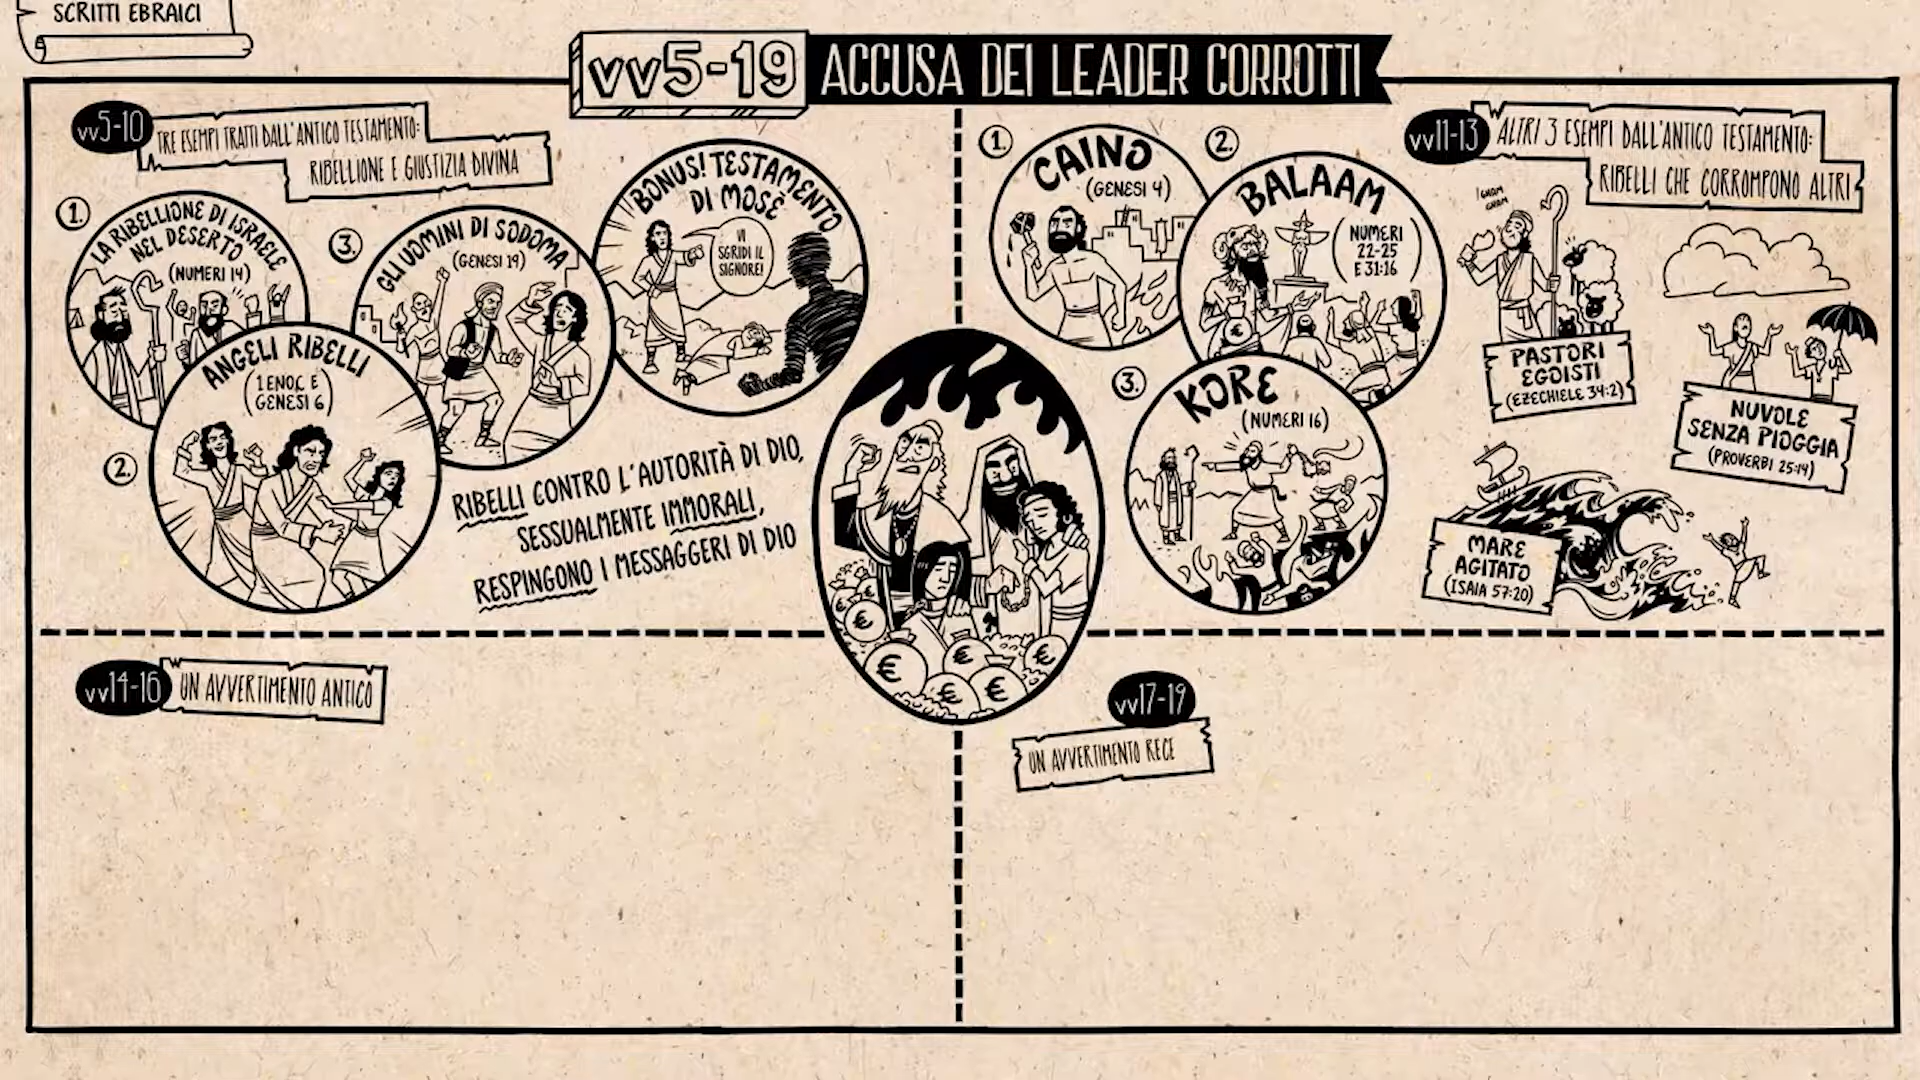 SCRITTI EBRAICI
vv5-19 ACCUSA DEI LEADER CORROTTI
vv5-10 TRE ESEMPI TRATTI DALL'ANTICO TESTAMENTO:
RIBELLIONE E GIUSTIZIA DIVINA
1.
LA RIBELLIONE DI ISRAELE
NEL DESERTO
(NUMERI 14)
2.
ANGELI RIBELLI
(1 ENOC E
GENESI 6)
3.
GLI UOMINI DI SODOMA
(GENESI 19)
BONUS! TESTAMENTO
DI MOSÈ
VI
SGRIDI IL
SIGNORE!
RIBELLI CONTRO L'AUTORITÀ DI DIO,
SESSUALMENTE IMMORALI,
RESPINGONO I MESSAGGERI DI DIO
1.
CAINO
(GENESI 4)
2.
BALAAM
(NUMERI
22-25
E 31:16)
€
3.
KORE
(NUMERI 16)
vv11-13 ALTRI 3 ESEMPI DALL'ANTICO TESTAMENTO:
RIBELLI CHE CORROMPONO ALTRI
GNAM
GNAM
PASTORI
EGOISTI
(EZECHIELE 34:2)
NUVOLE
SENZA PIOGGIA
(PROVERBI 25:14)
MARE
AGITATO
(ISAIA 57:20)
€
€ € €
€ €
vv14-16 UN AVVERTIMENTO ANTICO
vv17-19
UN AVVERTIMENTO RECE